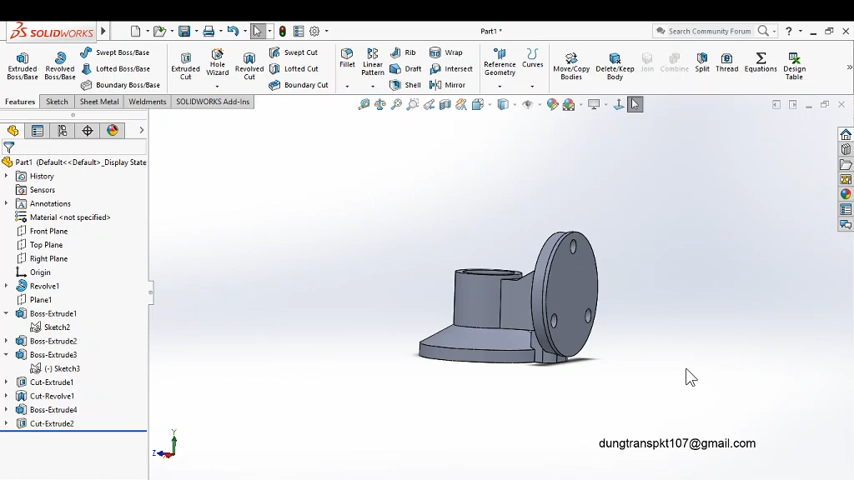 SOLIDWORKS
Part1 *
Search Community Forum
?
Extruded Boss/Base
Revolved Boss/Base
Swept Boss/Base
Lofted Boss/Base
Boundary Boss/Base
Extruded Cut
Hole Wizard
Revolved Cut
Swept Cut
Lofted Cut
Boundary Cut
Fillet
Linear Pattern
Rib
Draft
Shell
Wrap
Intersect
Mirror
Reference Geometry
Curves
Move/Copy Bodies
Delete/Keep Body
Join
Combine
Split
Thread
Equations
Design Table
Features
Sketch
Sheet Metal
Weldments
SOLIDWORKS Add-Ins
Part1 (Default<<Default>_Display State
History
Sensors
Annotations
Material <not specified>
Front Plane
Top Plane
Right Plane
Origin
Revolve1
Plane1
Boss-Extrude1
Sketch2
Boss-Extrude2
Boss-Extrude3
(-) Sketch3
Cut-Extrude1
Cut-Revolve1
Boss-Extrude4
Cut-Extrude2
Y
Z
dungtranspkt107@gmail.com